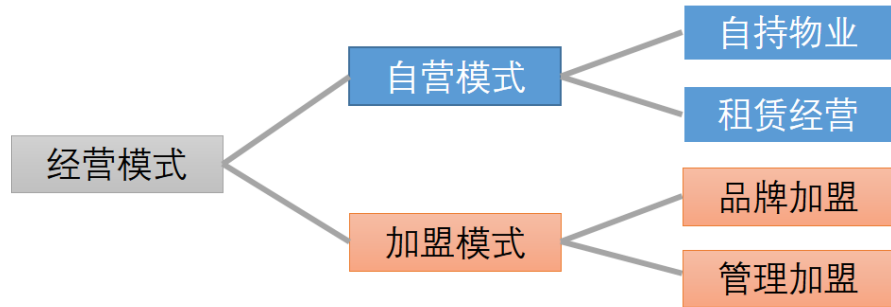 经营模式
自营模式
自持物业
租赁经营
加盟模式
品牌加盟
管理加盟